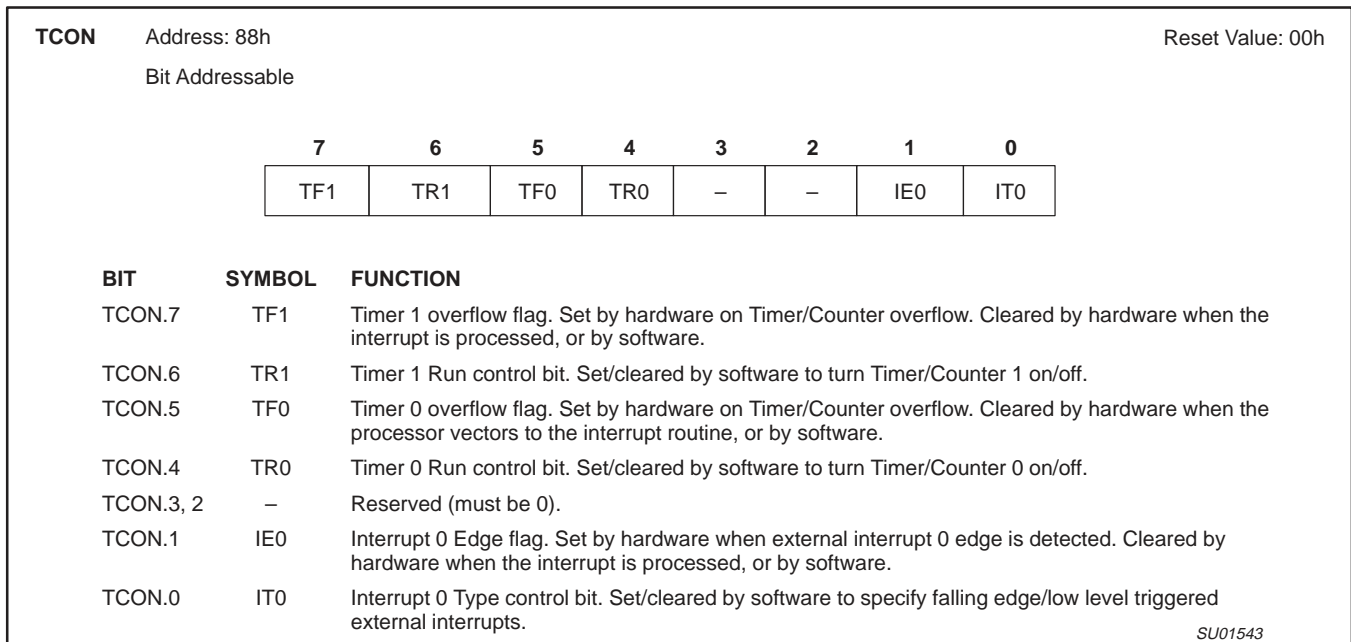 TCON Address: 88h Reset Value: 00h
Bit Addressable
7 6 5 4 3 2 1 0
TF1 TR1 TF0 TR0 – – IE0 IT0
BIT SYMBOL FUNCTION
TCON.7 TF1 Timer 1 overflow flag. Set by hardware on Timer/Counter overflow. Cleared by hardware when the
interrupt is processed, or by software.
TCON.6 TR1 Timer 1 Run control bit. Set/cleared by software to turn Timer/Counter 1 on/off.
TCON.5 TF0 Timer 0 overflow flag. Set by hardware on Timer/Counter overflow. Cleared by hardware when the
processor vectors to the interrupt routine, or by software.
TCON.4 TR0 Timer 0 Run control bit. Set/cleared by software to turn Timer/Counter 0 on/off.
TCON.3, 2 – Reserved (must be 0).
TCON.1 IE0 Interrupt 0 Edge flag. Set by hardware when external interrupt 0 edge is detected. Cleared by
hardware when the interrupt is processed, or by software.
TCON.0 IT0 Interrupt 0 Type control bit. Set/cleared by software to specify falling edge/low level triggered
external interrupts.
SU01543